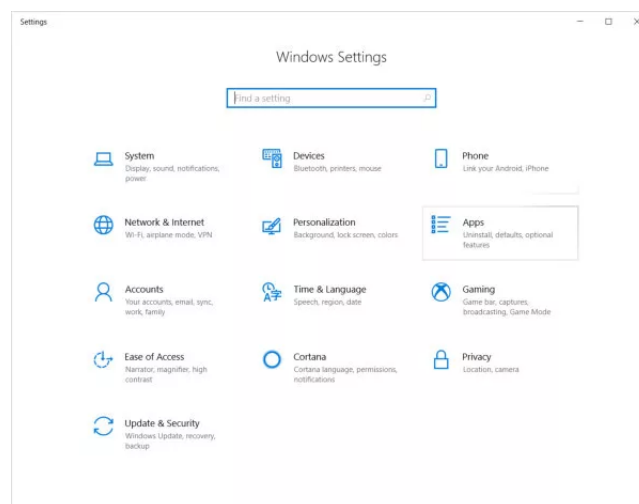 Settings
Windows Settings
Find a setting
System
Display, sound, notifications,
power
Devices
Bluetooth, printers, mouse
Phone
Link your Android, iPhone
Network & Internet
Wi-Fi, airplane mode, VPN
Personalization
Background, lock screen, colors
Apps
Uninstall, defaults, optional
features
Accounts
Your accounts, email, sync,
work, family
Time & Language
Speech, region, date
Gaming
Game bar, captures,
broadcasting, Game Mode
Ease of Access
Narrator, magnifier, high
contrast
Cortana
Cortana language, permissions,
notifications
Privacy
Location, camera
Update & Security
Windows Update, recovery,
backup